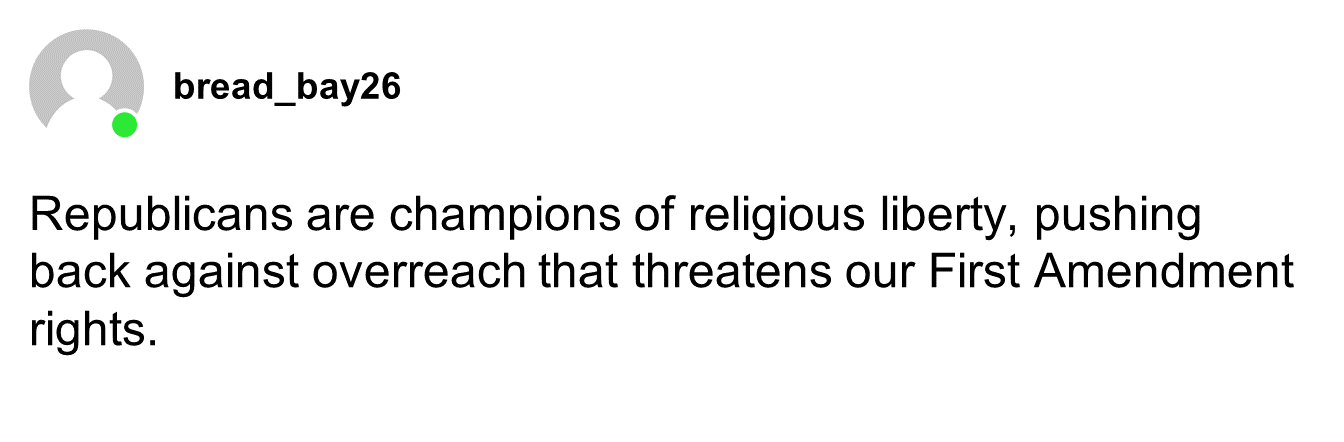 bread_bay26
Republicans are champions of religious liberty, pushing
back against overreach that threatens our First Amendment
rights.